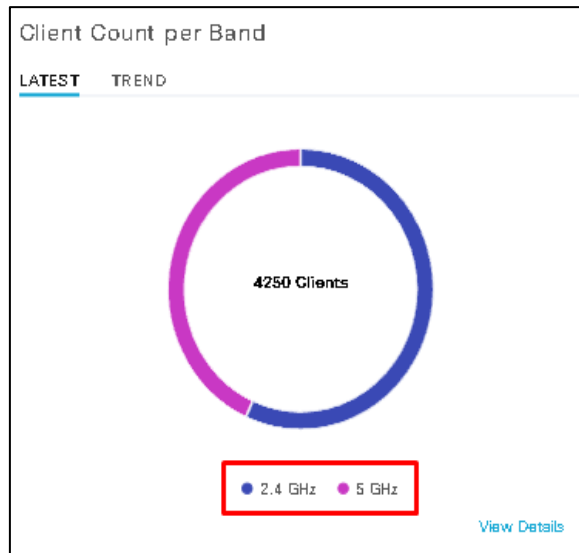 Client Count per Band
LATEST TREND
4250 Clients
2.4 GHz 5 GHz
View Details